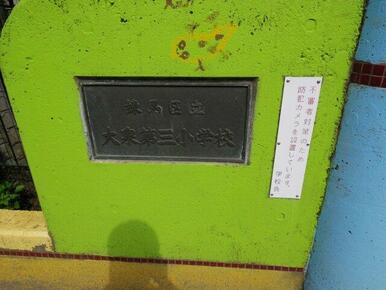 練馬区立
大泉第三小学校
不審者対策のため
防犯カメラを設置しています。
学校長